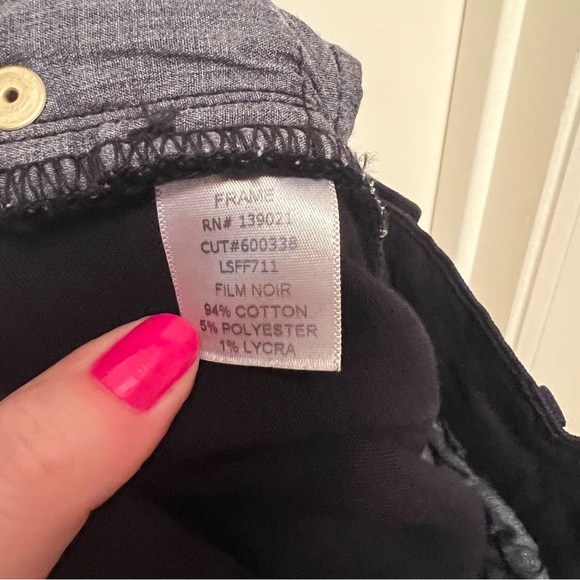 FRAME
RN# 139021
CUT#600338
LSFF711
FILM NOIR
94% COTTON
5% POLYESTER
1% LYCRA